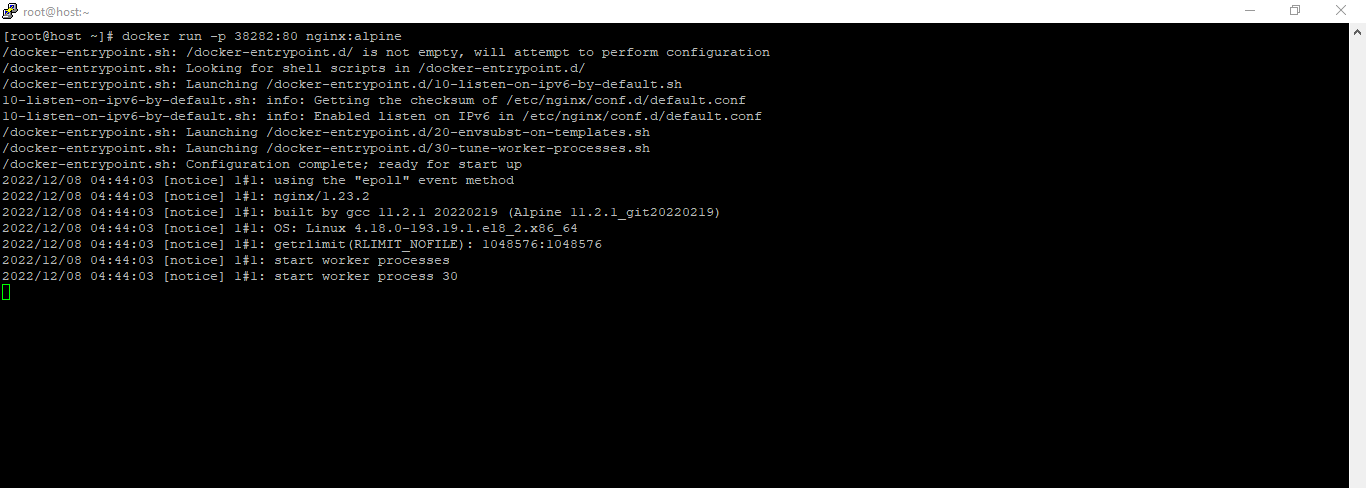 root@host:~
[root@host ~]# docker run -p 38282:80 nginx:alpine
/docker-entrypoint.sh: /docker-entrypoint.d/ is not empty, will attempt to perform configuration
/docker-entrypoint.sh: Looking for shell scripts in /docker-entrypoint.d/
/docker-entrypoint.sh: Launching /docker-entrypoint.d/10-listen-on-ipv6-by-default.sh
10-listen-on-ipv6-by-default.sh: info: Getting the checksum of /etc/nginx/conf.d/default.conf
10-listen-on-ipv6-by-default.sh: info: Enabled listen on IPv6 in /etc/nginx/conf.d/default.conf
/docker-entrypoint.sh: Launching /docker-entrypoint.d/20-envsubst-on-templates.sh
/docker-entrypoint.sh: Launching /docker-entrypoint.d/30-tune-worker-processes.sh
/docker-entrypoint.sh: Configuration complete; ready for start up
2022/12/08 04:44:03 [notice] 1#1: using the "epoll" event method
2022/12/08 04:44:03 [notice] 1#1: nginx/1.23.2
2022/12/08 04:44:03 [notice] 1#1: built by gcc 11.2.1 20220219 (Alpine 11.2.1_git20220219)
2022/12/08 04:44:03 [notice] 1#1: OS: Linux 4.18.0-193.19.1.el8_2.x86_64
2022/12/08 04:44:03 [notice] 1#1: getrlimit(RLIMIT_NOFILE): 1048576:1048576
2022/12/08 04:44:03 [notice] 1#1: start worker processes
2022/12/08 04:44:03 [notice] 1#1: start worker process 30